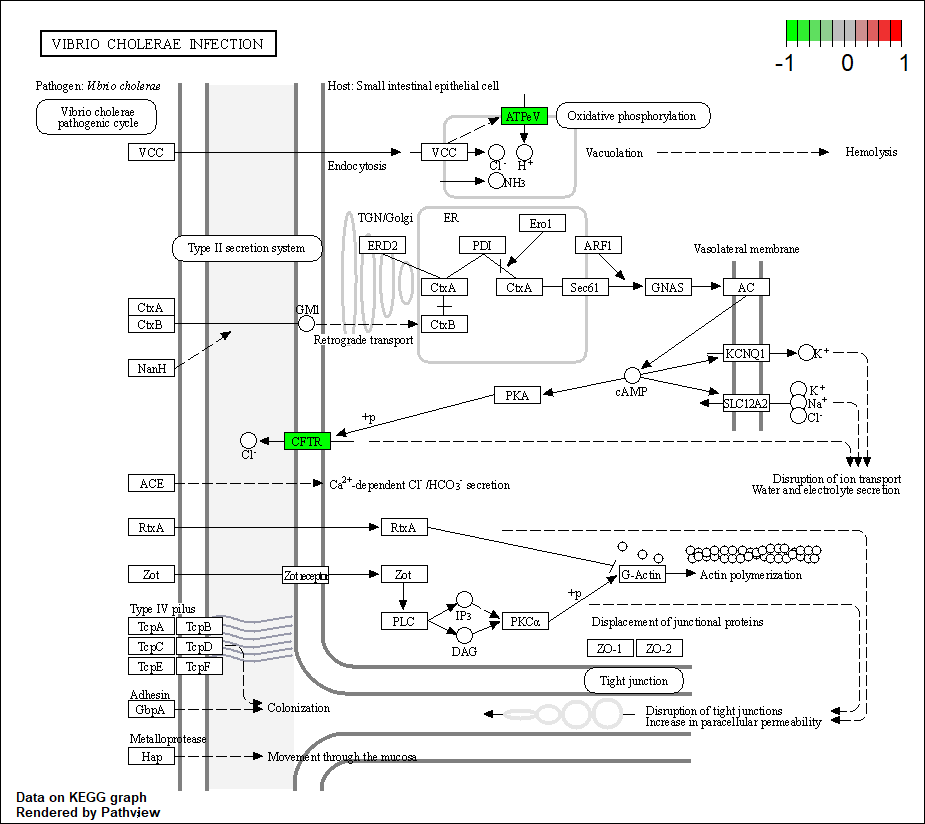 VIBRIO CHOLERAE INFECTION
-1 0 1
Pathogen: Vibrio cholerae
Host: Small intestinal epithelial cell
Vibrio cholerae
pathogenic cycle
ATPeV
Oxidative phosphorylation
VCC
Endocytosis
VCC
Cl-
H+
NH3
Vacuolation
Hemolysis
TGN/Golgi
ER
Ero1
Type II secretion system
ERD2
PDI
ARF1
Vasolateral membrane
CtxA
CtxA
Sec61
GNAS
AC
CtxA
CtxB
GM1
CtxB
Retrograde transport
NanH
KCNQ1
K+
cAMP
PKA
SLC12A2
K+
Na+
Cl-
+p
CFTR
Cl-
Disruption of ion transport
Water and electrolyte secretion
ACE
Ca2+-dependent Cl-/HCO3- secretion
RtxA
RtxA
Zot
Zot receptor
Zot
G-Actin
Actin polymerization
+p
Type IV pilus
TcpA
TcpB
TcpC
TcpD
TcpE
TcpF
PLC
IP3
DAG
PKCα
Displacement of junctional proteins
ZO-1
ZO-2
Tight junction
Adhesin
GbpA
Colonization
Disruption of tight junctions
Increase in paracellular permeability
Metalloprotease
Hap
Movement through the mucosa
Data on KEGG graph
Rendered by Pathview